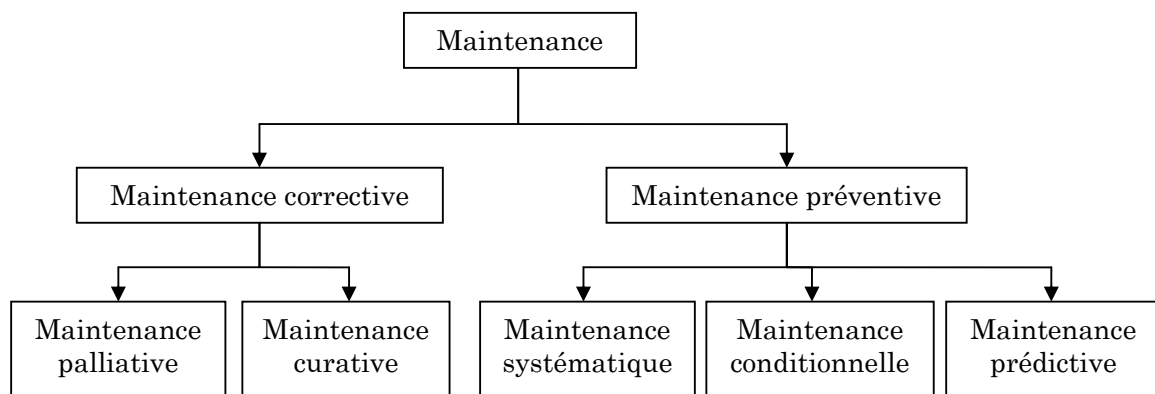 Maintenance
Maintenance corrective
Maintenance préventive
Maintenance
palliative
Maintenance
curative
Maintenance
systématique
Maintenance
conditionnelle
Maintenance
prédictive